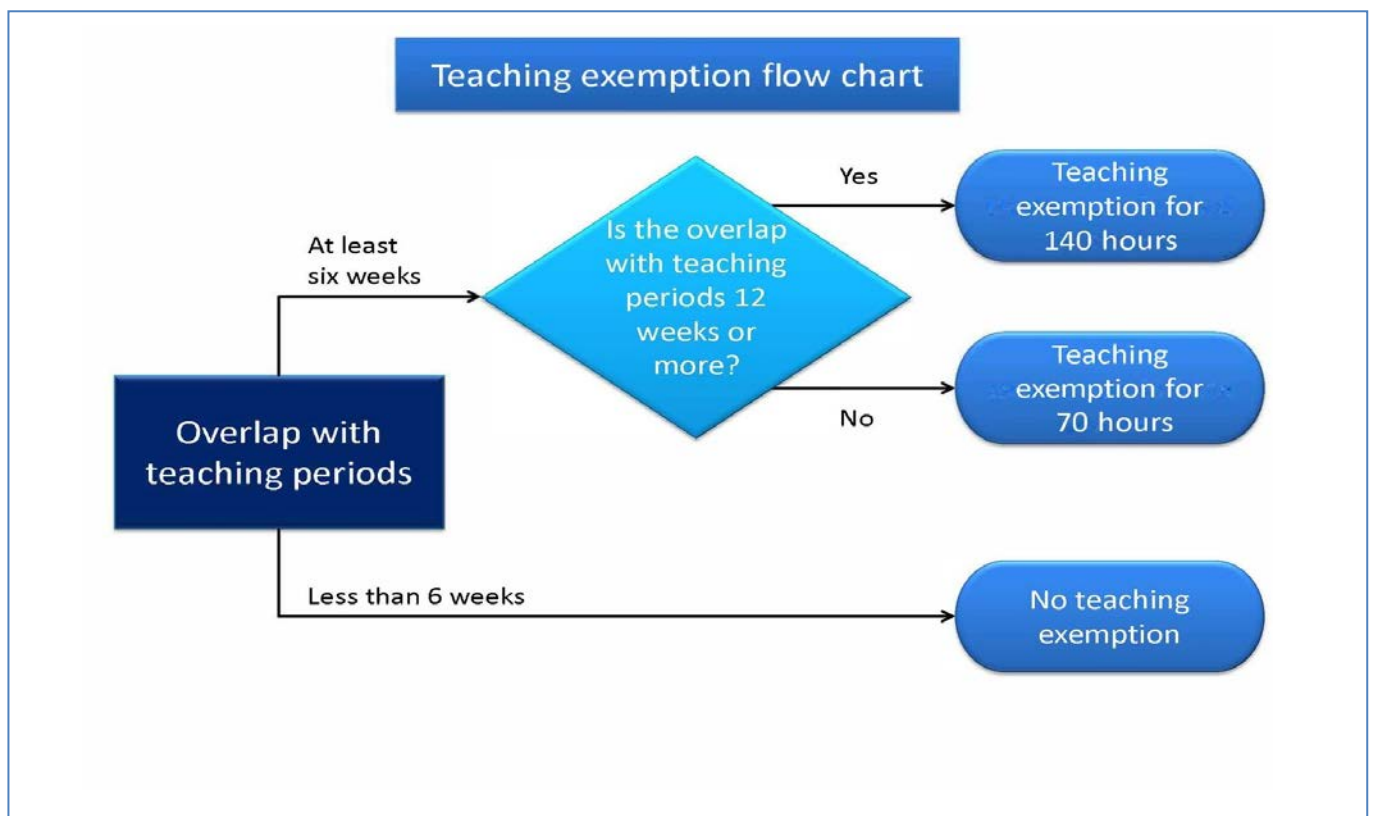 Teaching exemption flow chart
Yes
Teaching
exemption for
140 hours
At least
six weeks
Is the overlap
with teaching
periods 12
weeks or
more?
Teaching
exemption for
70 hours
No
Overlap with
teaching periods
Less than 6 weeks
No teaching
exemption